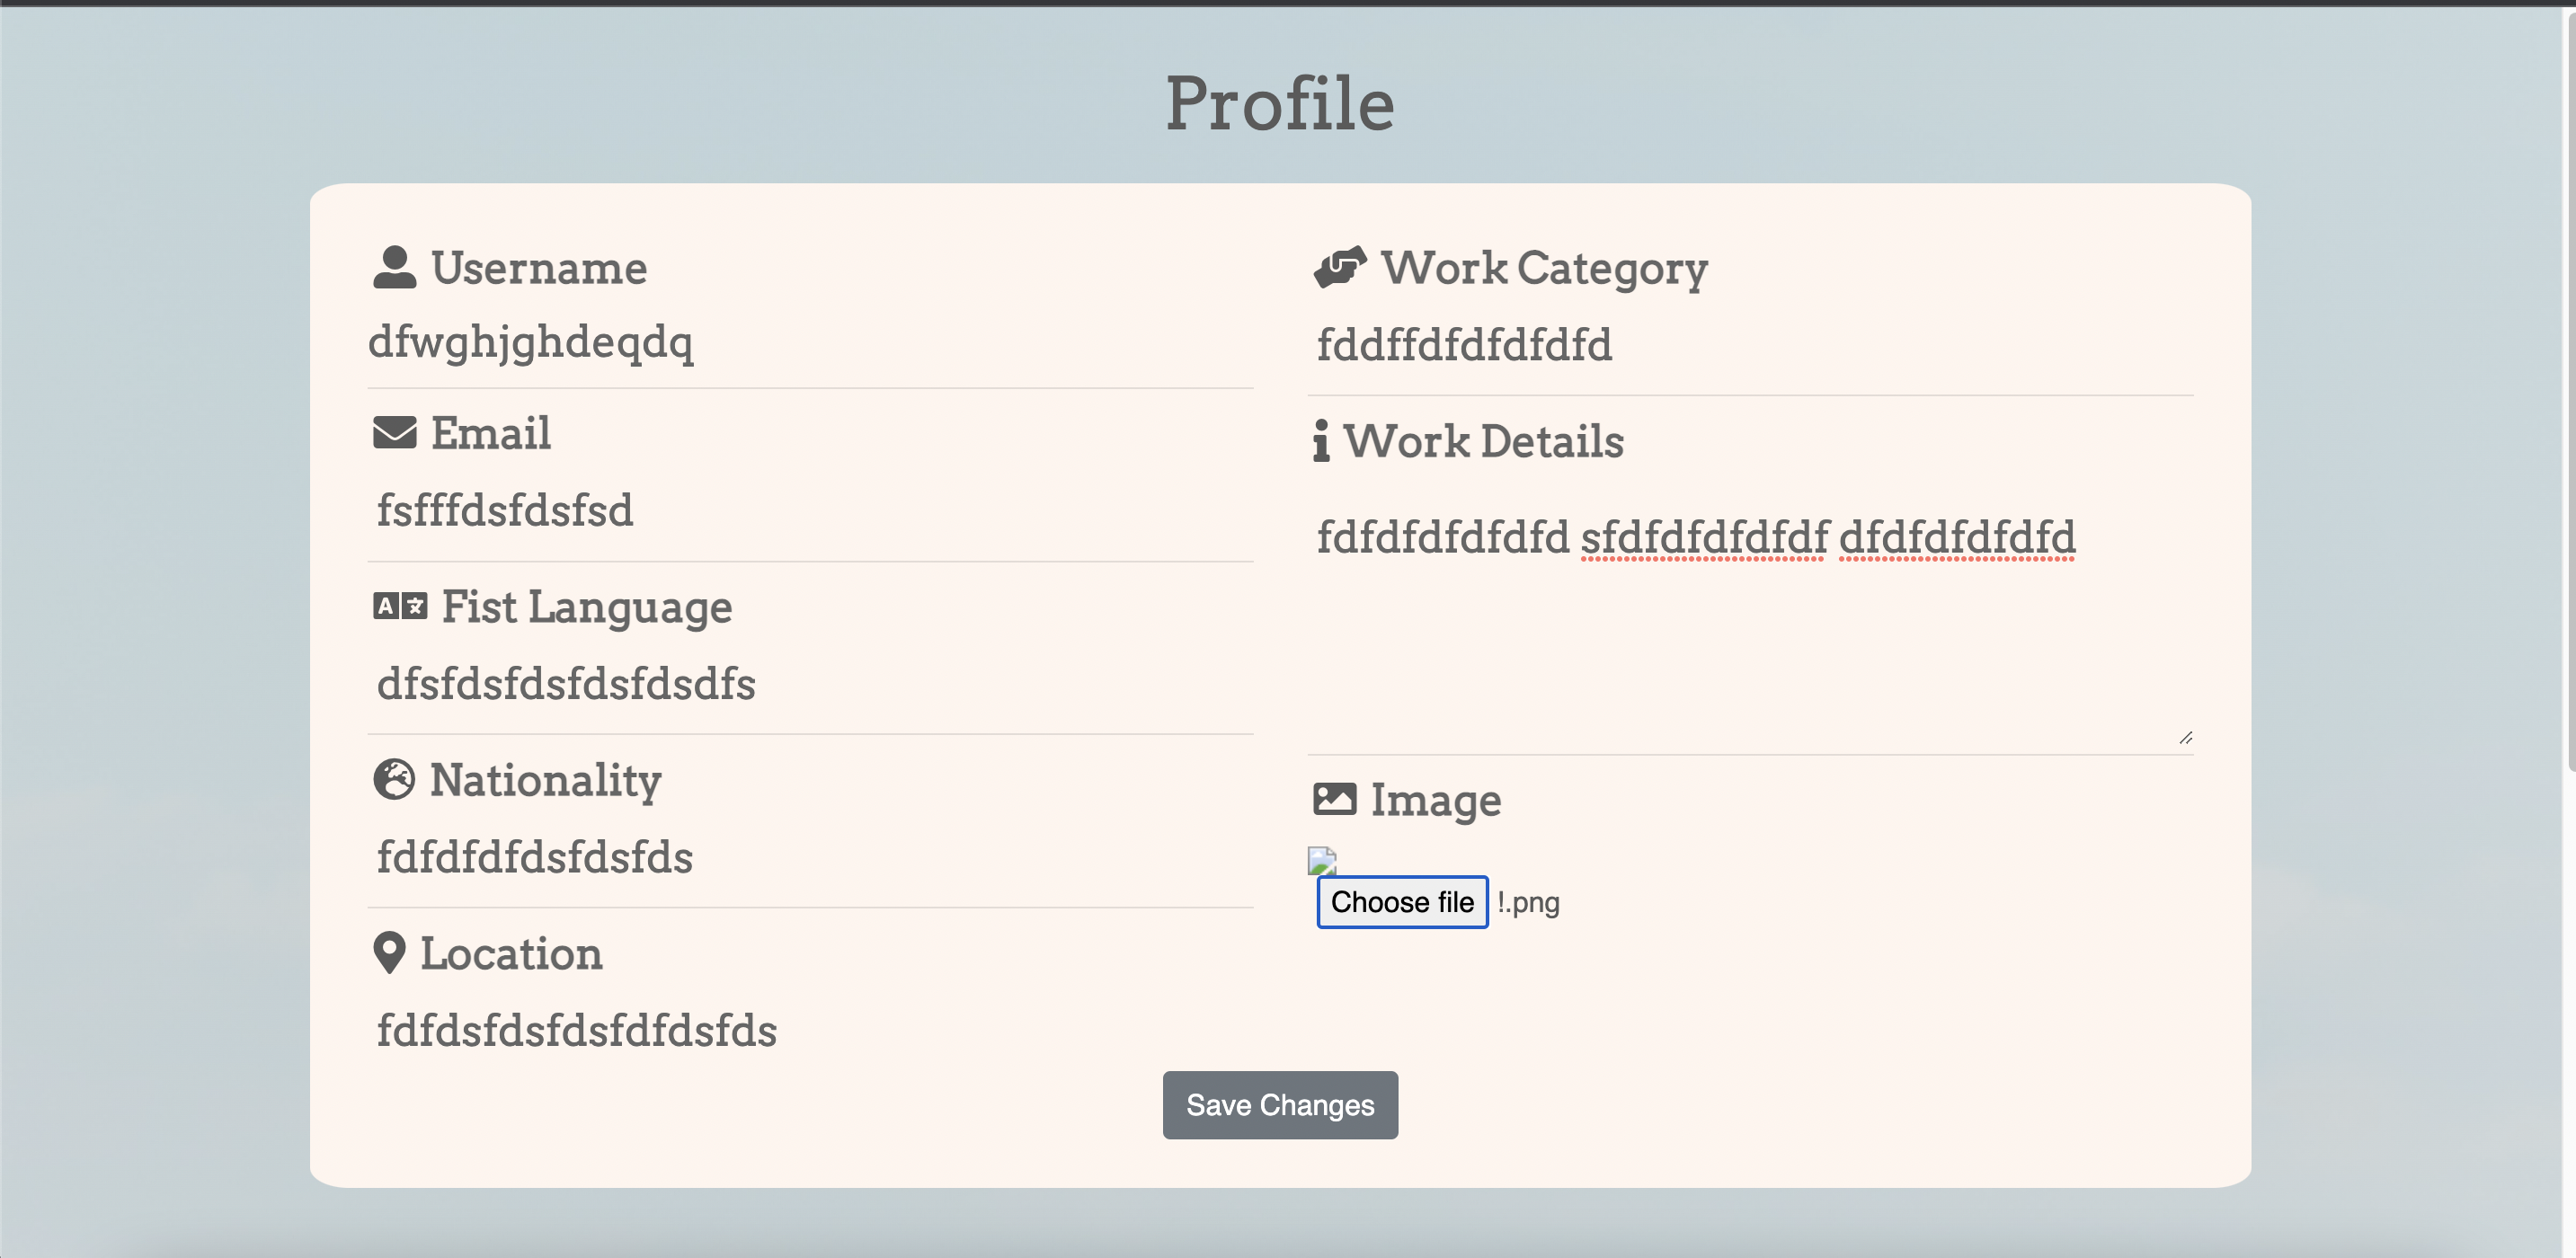 Profile
Username
dfwghjghdeqdq
Email
fsfffdsfdsfsd
Fist Language
dfsfdsfdsfdsfdsdfs
Nationality
fdfdfdfdsfdsfds
Location
fdfdsfdsfdsfdfdsfds
Work Category
fddffdfdfdfdfd
Work Details
fdfdfdfdfdfd sfdfdfdfdfdf dfdfdfdfdfd
Image
Choose file !.png
Save Changes